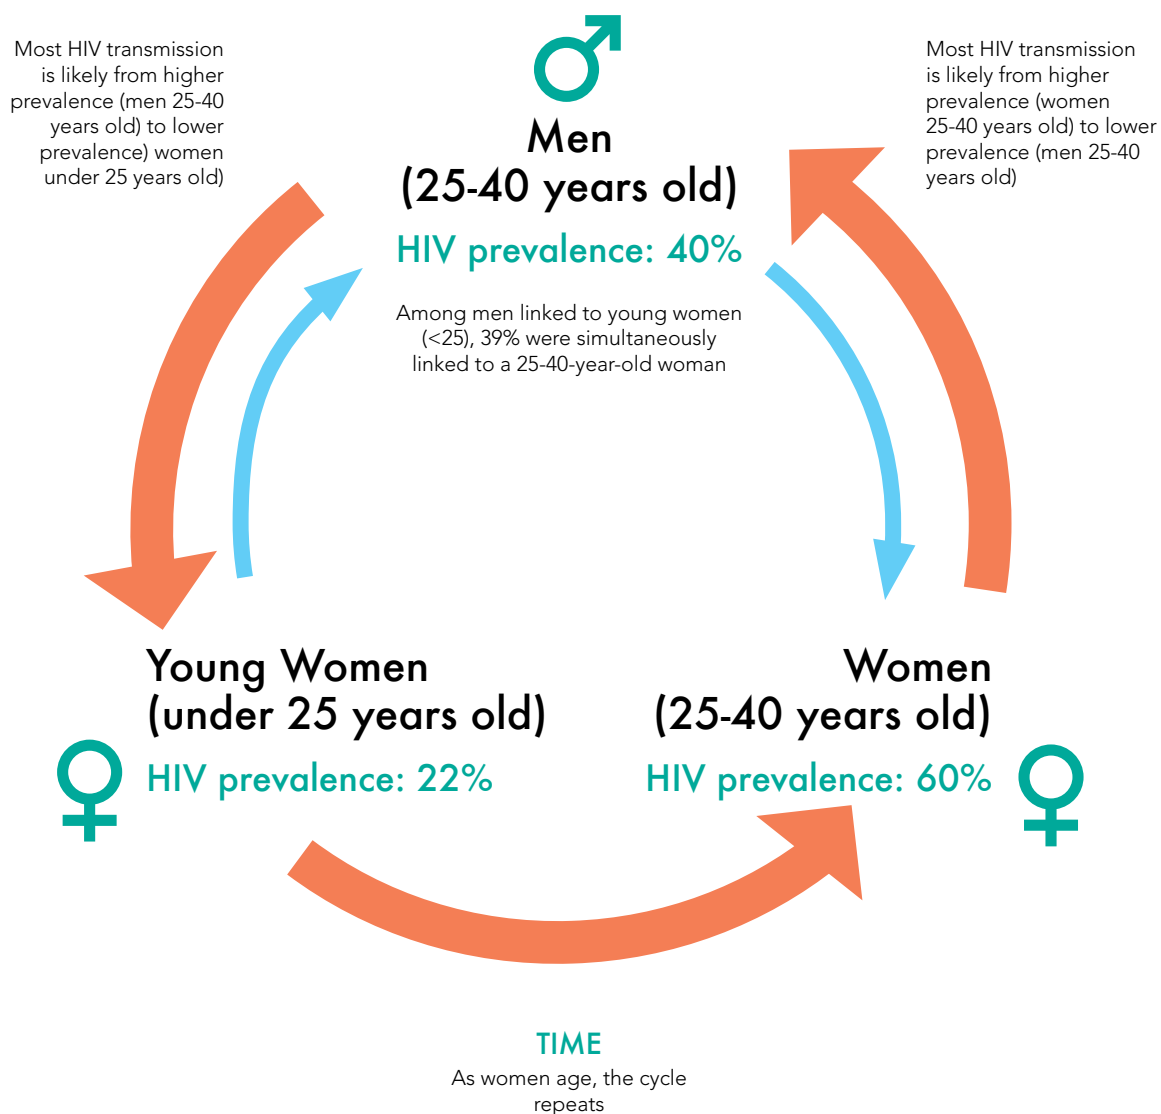 Most HIV transmission
is likely from higher
prevalence (men 25-40
years old) to lower
prevalence) women
under 25 years old)
Men
(25-40 years old)
HIV prevalence: 40%
Among men linked to young women
(<25), 39% were simultaneously
linked to a 25-40-year-old woman
Most HIV transmission
is likely from higher
prevalence (women
25-40 years old) to lower
prevalence (men 25-40
years old)
Young Women
(under 25 years old)
HIV prevalence: 22%
Women
(25-40 years old)
HIV prevalence: 60%
TIME
As women age, the cycle
repeats